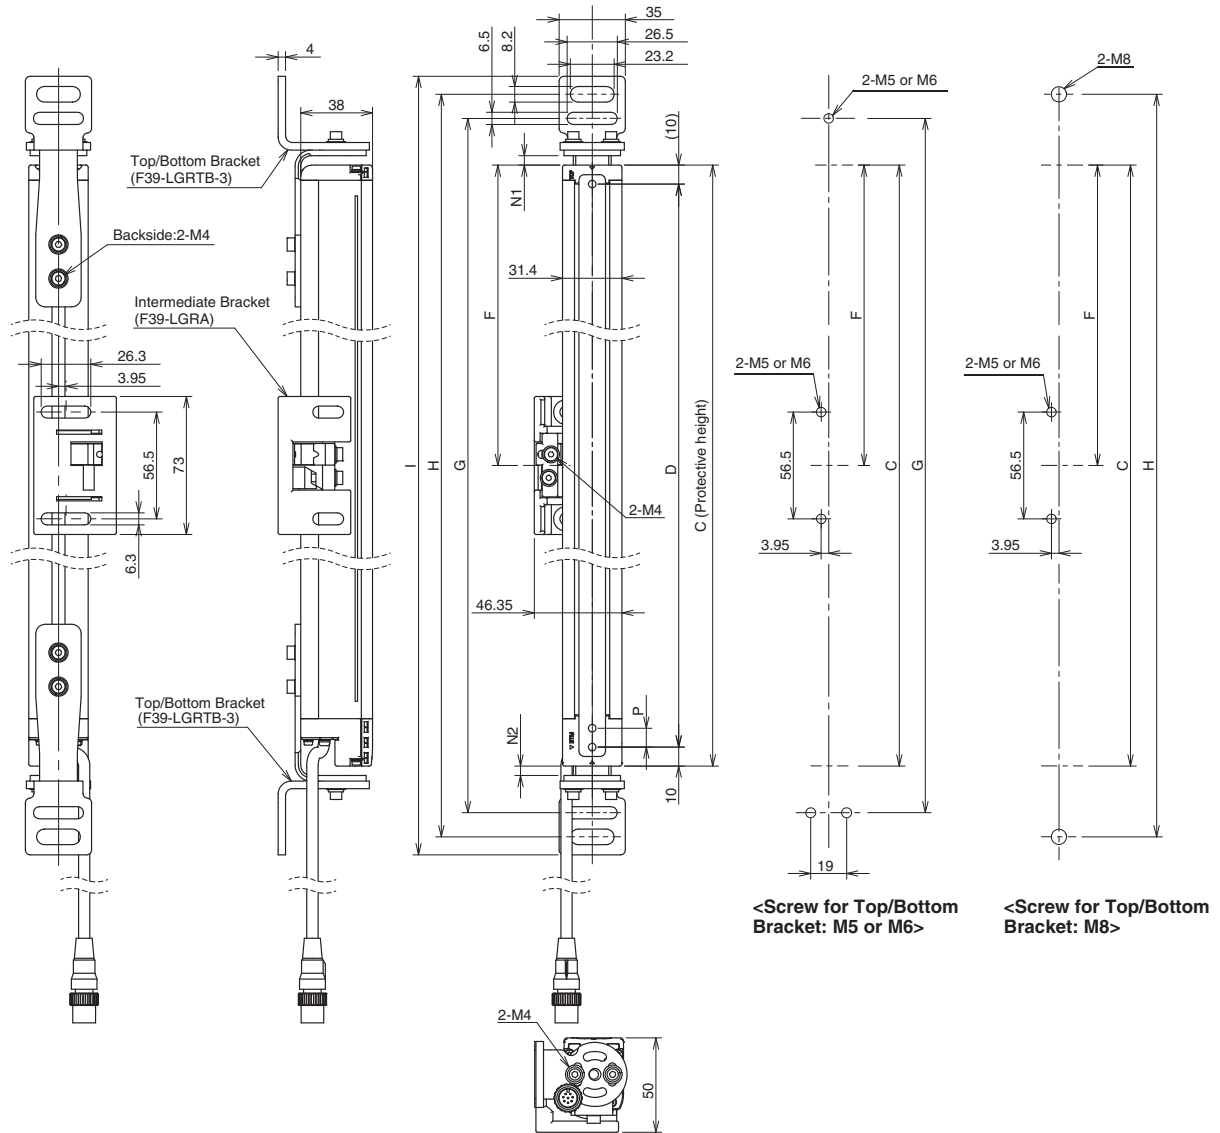 35
26.5
23.2
6.5
8.2
4
38
2-M5 or M6
2-M8
(10)
Top/Bottom Bracket
(F39-LGRTB-3)
TOP
N1
Backside:2-M4
31.4
Intermediate Bracket
(F39-LGRA)
F
F
F
26.3
3.95
2-M5 or M6
2-M5 or M6
56.5
73
I
H
G
D
C (Protective height)
56.5
C
G
56.5
C
H
2-M4
3.95
3.95
6.3
46.35
Top/Bottom Bracket
(F39-LGRTB-3)
N2
P
10
19
<Screw for Top/Bottom
Bracket: M5 or M6>
<Screw for Top/Bottom
Bracket: M8>
2-M4
50